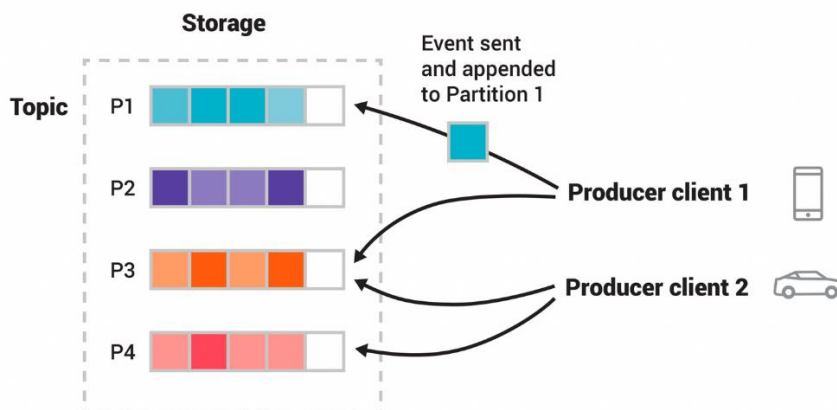 Storage
Event sent
and appended
to Partition 1
Topic
P1
P2
Producer client 1
P3
Producer client 2
P4